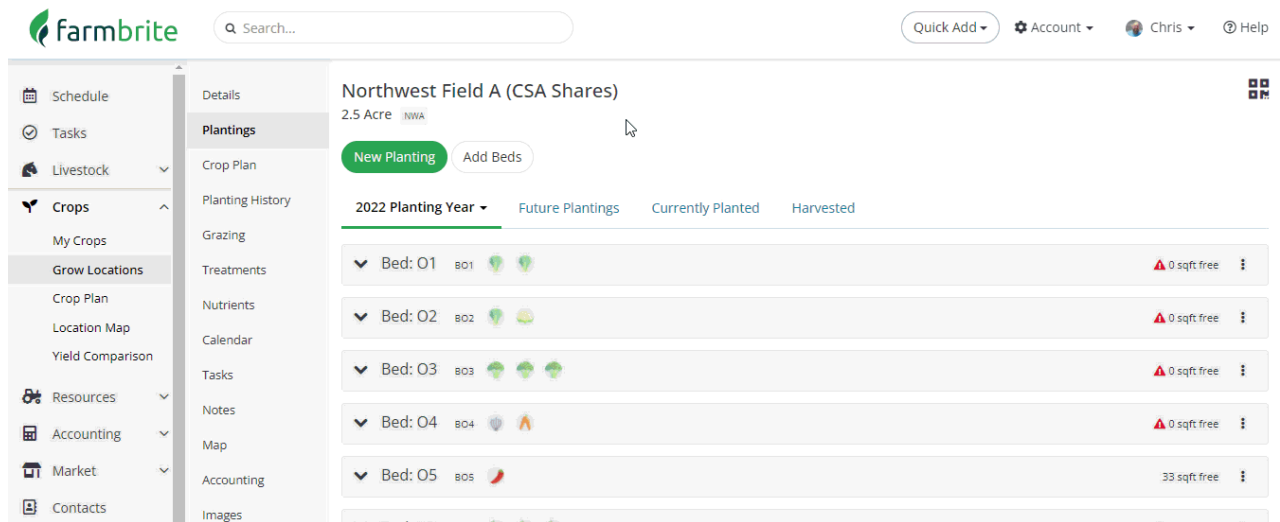 farmbrite
Search...
Quick Add
Account
Chris
Help
Schedule
Tasks
Livestock
Crops
My Crops
Grow Locations
Crop Plan
Location Map
Yield Comparison
Resources
Accounting
Market
Contacts
Details
Plantings
Crop Plan
Planting History
Grazing
Treatments
Nutrients
Calendar
Tasks
Notes
Map
Accounting
Images
Northwest Field A (CSA Shares)
2.5 Acre NWA
New Planting Add Beds
2022 Planting Year Future Plantings Currently Planted Harvested
Bed: O1 BO1 0 sqft free
Bed: O2 BO2 0 sqft free
Bed: O3 BO3 0 sqft free
Bed: O4 BO4 0 sqft free
Bed: O5 BO5 33 sqft free